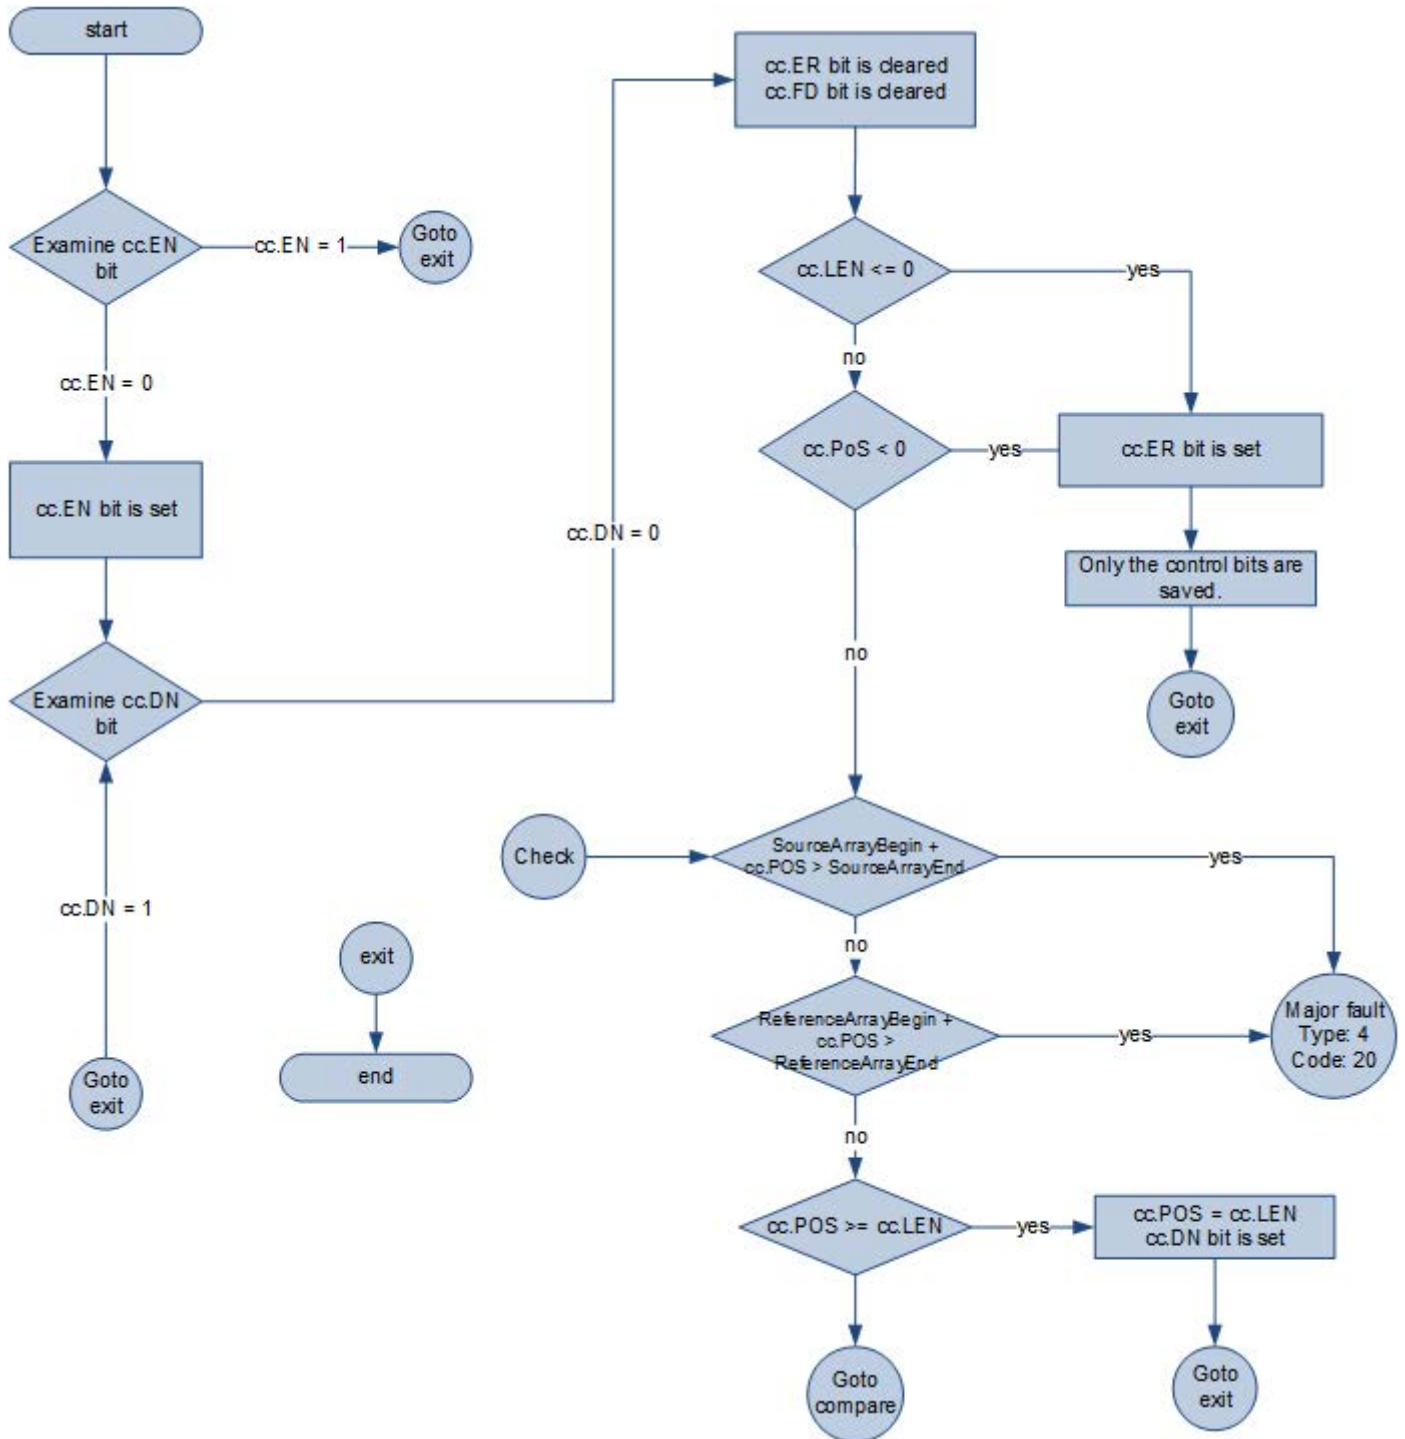 start
Examine cc.EN
bit
cc.EN = 1
Goto
exit
cc.EN = 0
cc.EN bit is set
Examine cc.DN
bit
cc.DN = 1
Goto
exit
exit
end
cc.DN = 0
cc.ER bit is cleared
cc.FD bit is cleared
cc.LEN <= 0
yes
no
cc.PoS < 0
yes
cc.ER bit is set
Only the control bits are
saved.
Goto
exit
no
Check
SourceArrayBegin +
cc.POS > SourceArrayEnd
yes
no
ReferenceArrayBegin +
cc.POS >
ReferenceArrayEnd
yes
Major fault
Type: 4
Code: 20
no
cc.POS >= cc.LEN
yes
cc.POS = cc.LEN
cc.DN bit is set
Goto
compare
Goto
exit